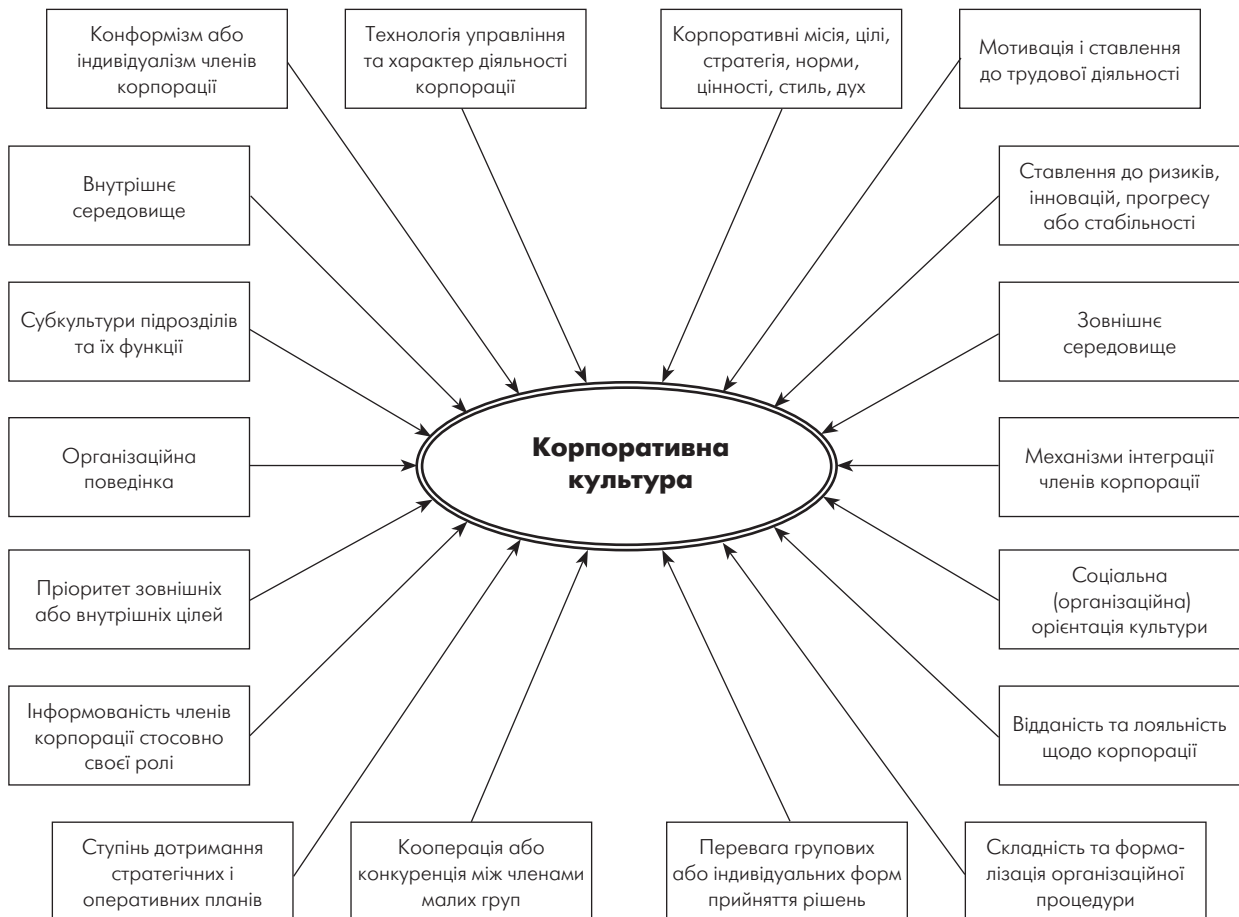 Конформізм або
індивідуалізм членів
корпорації
Технологія управління
та характер діяльності
корпорації
Корпоративні місія, цілі,
стратегія, норми,
цінності, стиль, дух
Мотивація і ставлення
до трудової діяльності
Внутрішнє
середовище
Ставлення до ризиків,
інновацій, прогресу
або стабільності
Субкультури підрозділів
та їх функції
Зовнішнє
середовище
Організаційна
поведінка
Корпоративна
культура
Механізми інтеграції
членів корпорації
Пріоритет зовнішніх
або внутрішніх цілей
Соціальна
(організаційна)
орієнтація культури
Інформованість членів
корпорації стосовно
своєї ролі
Відданість та лояльність
щодо корпорації
Ступінь дотримання
стратегічних і
оперативних планів
Кооперація або
конкуренція між членами
малих груп
Перевага групових
або індивідуальних форм
прийняття рішень
Складність та форма-
лізація організаційної
процедури